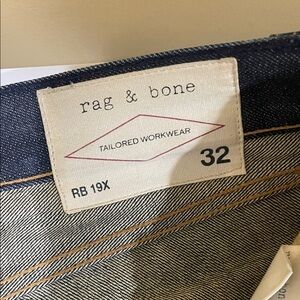 rag & bone
TAILORED WORKWEAR
32
RB 19X